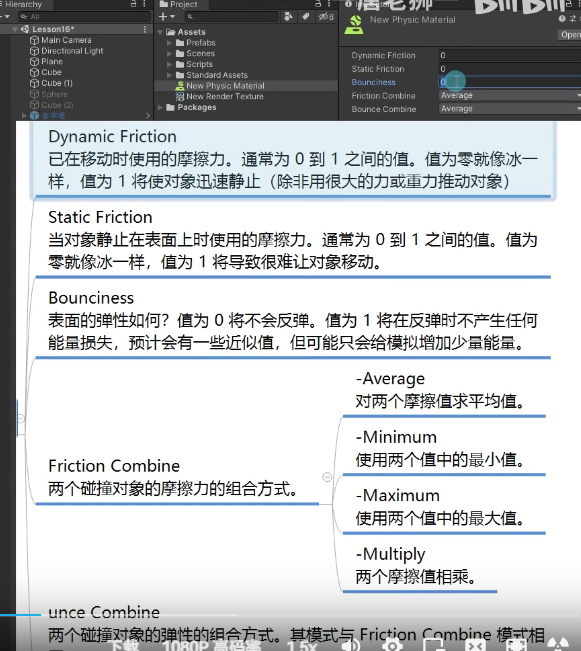 Hierarchy
Project
All
8
Lesson16*
Main Camera
Directional Light
Plane
Cube
Cube (1)
Sphere
Cube (2)
金字塔
Assets
Prefabs
Scenes
Scripts
Standard Assets
New Physic Material
New Render Texture
Packages
New Physic Material
Open
Dynamic Friction 0
Static Friction 0
Bounciness 0
Friction Combine Average
Bounce Combine Average
Dynamic Friction
已在移动时使用的摩擦力。通常为 0 到 1 之间的值。值为零就像冰一
样，值为 1 将使对象迅速静止（除非用很大的力或重力推动对象）
Static Friction
当对象静止在表面上时使用的摩擦力。通常为 0 到 1 之间的值。值为
零就像冰一样，值为 1 将导致很难让对象移动。
Bounciness
表面的弹性如何？值为 0 将不会反弹。值为 1 将在反弹时不产生任何
能量损失，预计会有一些近似值，但可能只会给模拟增加少量能量。
Friction Combine
两个碰撞对象的摩擦力的组合方式。
-Average
对两个摩擦值求平均值。
-Minimum
使用两个值中的最小值。
-Maximum
使用两个值中的最大值。
-Multiply
两个摩擦值相乘。
unce Combine
两个碰撞对象的弹性的组合方式。其模式与 Friction Combine 模式相
下载 1080P 高码率 1.5x